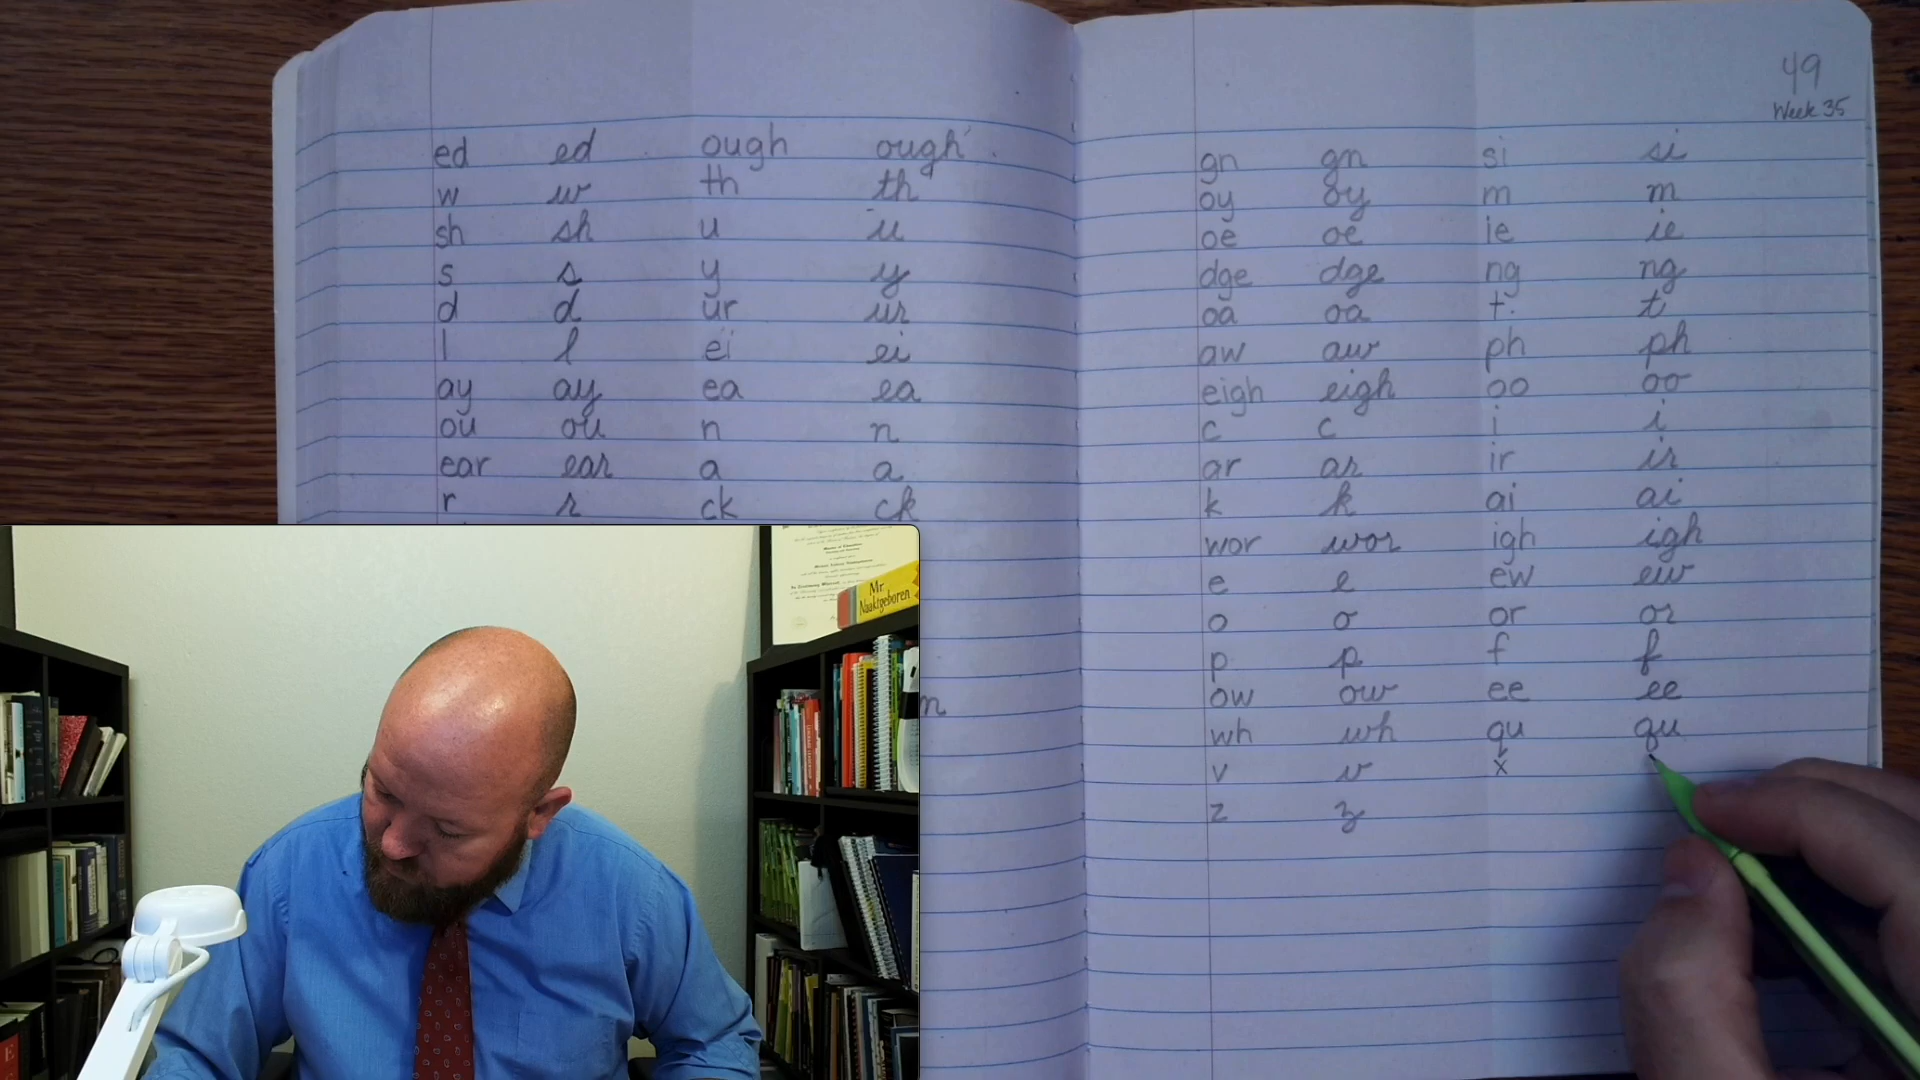 ed ed ough ough
w w th th
sh sh u u
s s y y
d d ur ur
l l ei ei
ay ay ea ea
ou ou n n
ear ear a a
r r ck ck
n
49
Week 35
gn gn si si
oy oy m m
oe oe ie ie
dge dge ng ng
oa oa t t
aw aw ph ph
eigh eigh oo oo
c c i i
ar ar ir ir
k k ai ai
wor wor igh igh
e e ew ew
o o or or
p p f f
ow ow ee ee
wh wh qu qu
v v x
z z
Mr.
Naaktgeboren